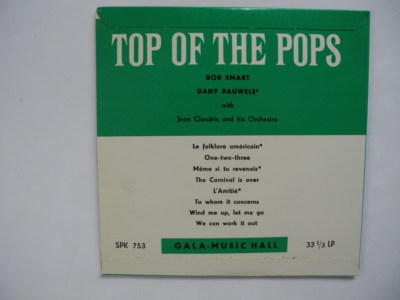 TOP OF THE POPS
BOB SMART
DANY PAUWELS*
with
Jean Claudric and his Orchestra
Le folklore américain*
One-two-three
Même si tu revenais*
The Carnival is over
L'Amitié*
To whom it concerns
Wind me up, let me go
We can work it out
SPK 753 GALA-MUSIC HALL 33 1/3 LP